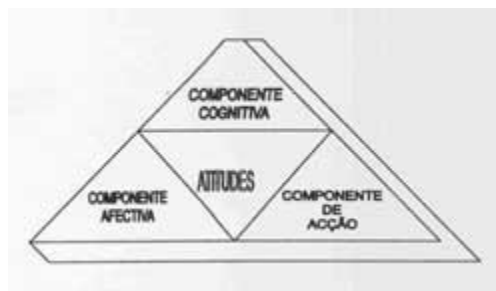 COMPONENTE
COGNITIVA
ATITUDES
COMPONENTE
AFECTIVA
COMPONENTE
DE
ACÇÃO